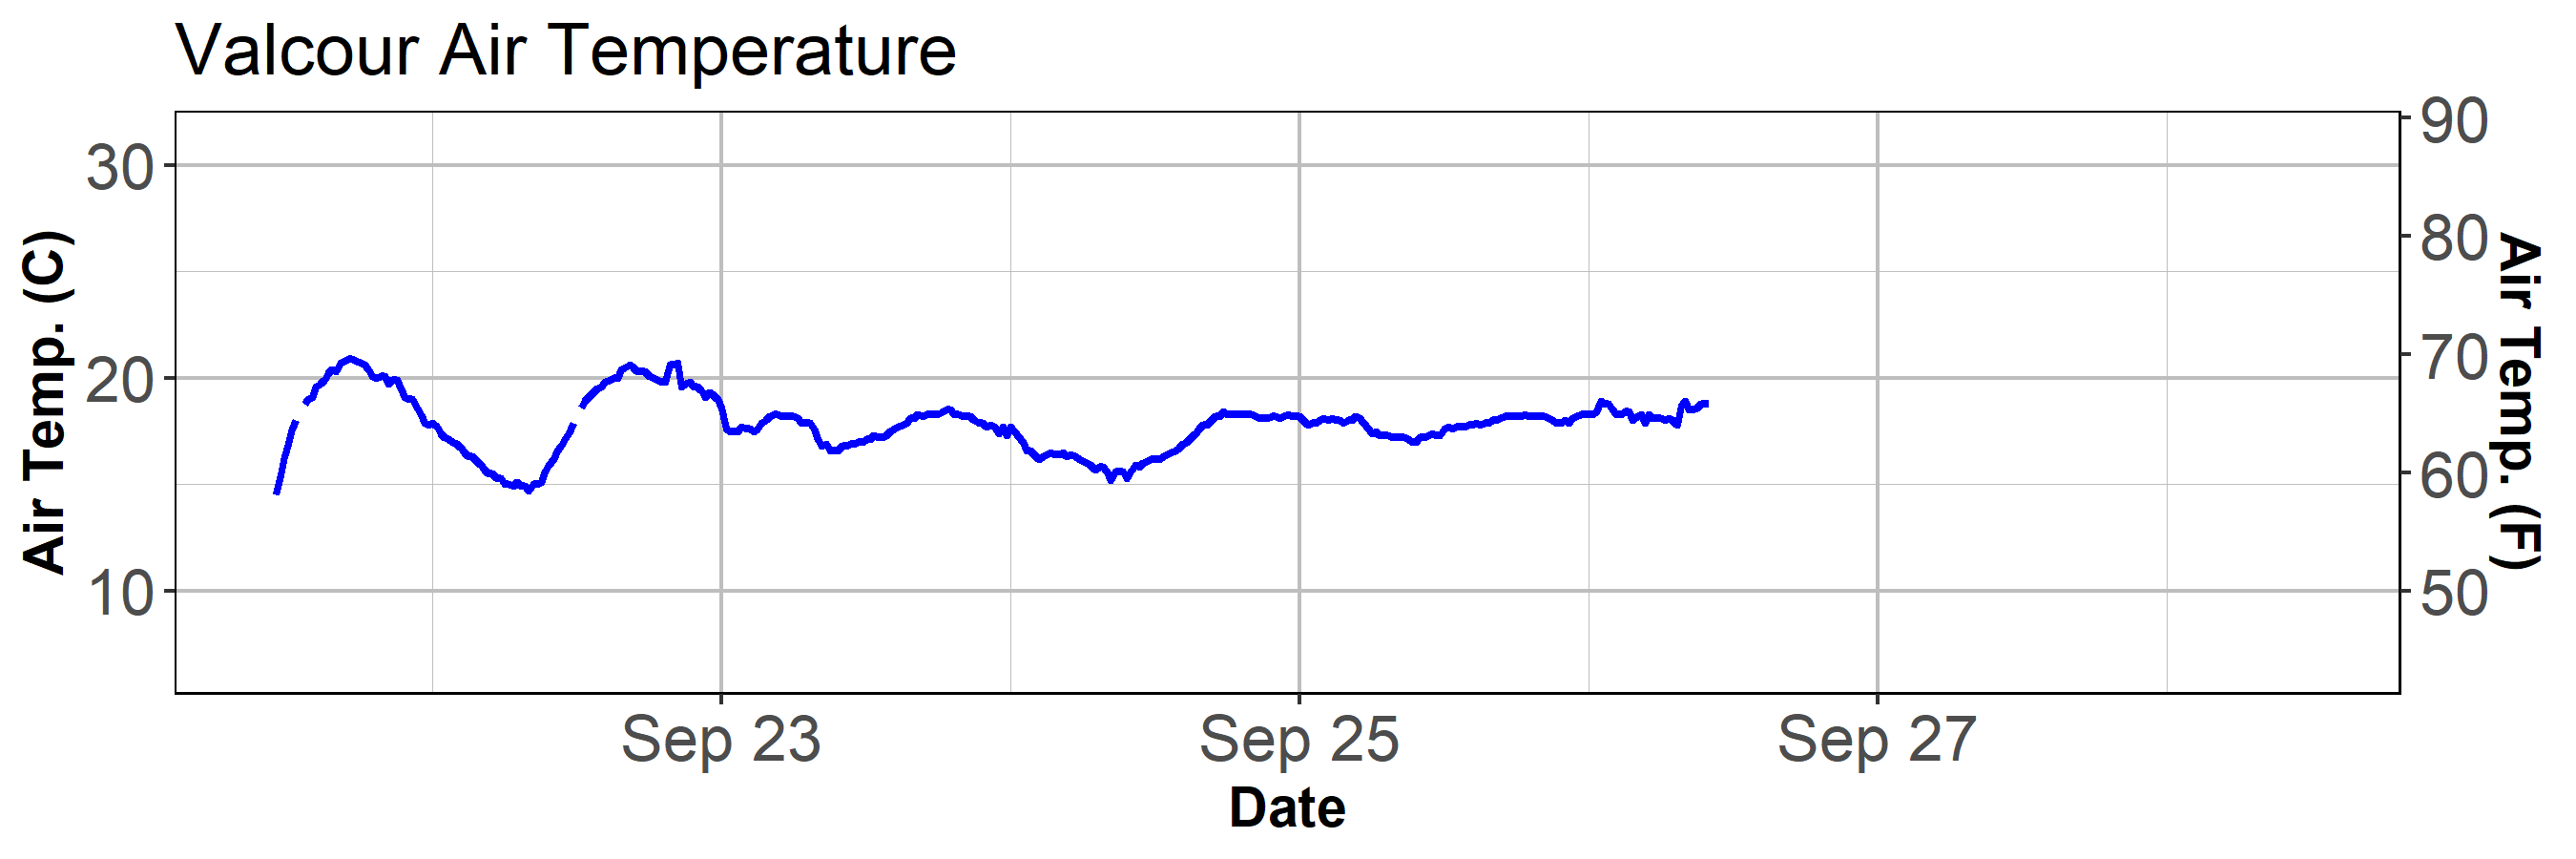 Valcour Air Temperature
Air Temp. (C)
30
20
10
90
80
70
60
50
Air Temp. (F)
Sep 23
Sep 25
Sep 27
Date